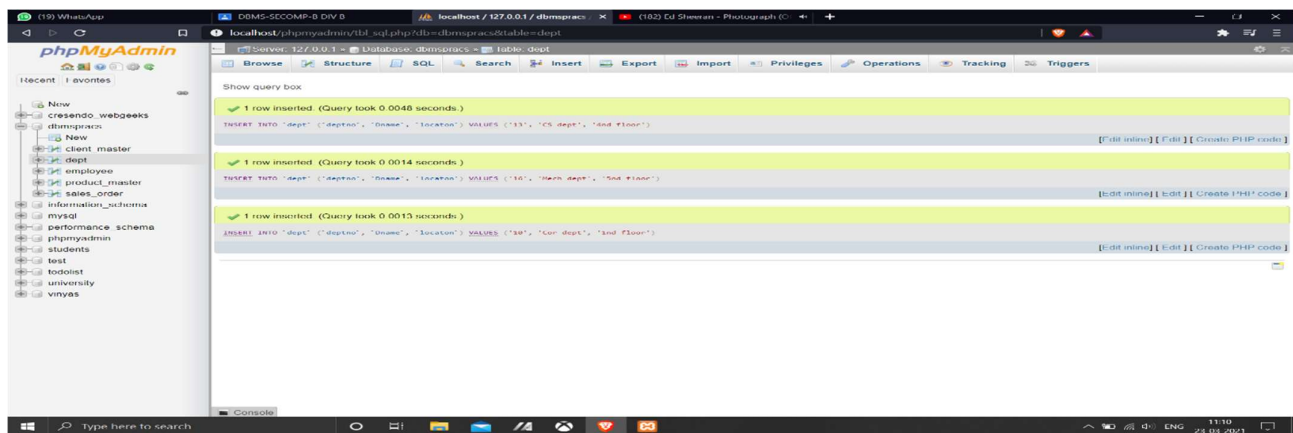 (19) WhatsApp
DBMS-SECOMP-B DIV B
localhost / 127.0.0.1 / dbmspracs /
(182) Ed Sheeran - Photograph (O
localhost/phpmyadmin/tbl_sql.php?db=dbmspracs&table=dept
phpMyAdmin
Recent Favorites
New
cresendo_webgeeks
dbmspracs
New
client_master
dept
employee
product_master
sales_order
information_schema
mysql
performance_schema
phpmyadmin
students
test
todolist
university
vinyas
Server: 127.0.0.1 » Database: dbmspracs » Table: dept
Browse Structure SQL Search Insert Export Import Privileges Operations Tracking Triggers
Show query box
1 row inserted. (Query took 0.0048 seconds.)
INSERT INTO `dept` (`deptno`, `Dname`, `locaton`) VALUES ('13', 'CS dept', '4nd floor')
[Edit inline] [ Edit ] [ Create PHP code ]
1 row inserted. (Query took 0.0014 seconds.)
INSERT INTO `dept` (`deptno`, `Dname`, `locaton`) VALUES ('16', 'Mech dept', '5nd floor')
[Edit inline] [ Edit ] [ Create PHP code ]
1 row inserted. (Query took 0.0013 seconds.)
INSERT INTO `dept` (`deptno`, `Dname`, `locaton`) VALUES ('10', 'Cor dept', '1nd floor')
[Edit inline] [ Edit ] [ Create PHP code ]
Console
Type here to search
ENG
11:10
23-03-2021